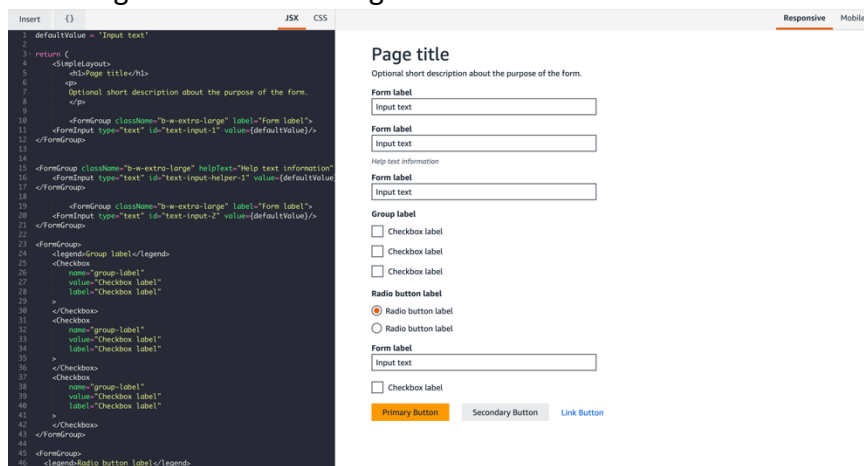 Insert {} JSX CSS Responsive Mobile
1 defaultValue = 'Input text'
2
3 return (
4 <SimpleLayout>
5 <h1>Page title</h1>
6 <p>
7 Optional short description about the purpose of the form.
8 </p>
9
10 <FormGroup className="b-w-extra-large" label="Form label">
11 <FormInput type="text" id="text-input-1" value={defaultValue}/>
12 </FormGroup>
13
14
15 <FormGroup className="b-w-extra-large" helpText="Help text information"
16 <FormInput type="text" id="text-input-helper-1" value={defaultValue
17 </FormGroup>
18
19 <FormGroup className="b-w-extra-large" label="Form label">
20 <FormInput type="text" id="text-input-2" value={defaultValue}/>
21 </FormGroup>
22
23 <FormGroup>
24 <legend>Group label</legend>
25 <Checkbox
26 name="group-label"
27 value="Checkbox label"
28 label="Checkbox label"
29 >
30 </Checkbox>
31 <Checkbox
32 name="group-label"
33 value="Checkbox label"
34 label="Checkbox label"
35 >
36 </Checkbox>
37 <Checkbox
38 name="group-label"
39 value="Checkbox label"
40 label="Checkbox label"
41 >
42 </Checkbox>
43 </FormGroup>
44
45 <FormGroup>
46 <legend>Radio button label</legend>
Page title
Optional short description about the purpose of the form.
Form label
Input text
Form label
Input text
Help text information
Form label
Input text
Group label
Checkbox label
Checkbox label
Checkbox label
Radio button label
Radio button label
Radio button label
Form label
Input text
Checkbox label
Primary Button Secondary Button Link Button